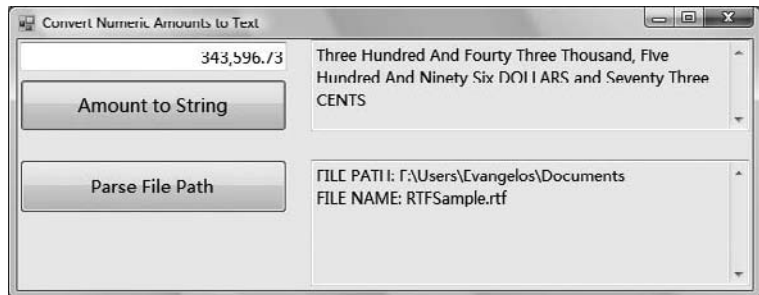 Convert Numeric Amounts to Text
343,596.73
Three Hundred And Fourty Three Thousand, FIve
Hundred And Ninety Six DOLLARS and Seventy Three
CENTS
Amount to String
Parse File Path
FILE PATH: F:\Users\Evangelos\Documents
FILE NAME: RTFSample.rtf